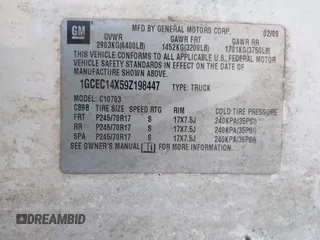 GM
MFD BY GENERAL MOTORS CORP.
02/09
GVWR GAWR FRT GAWR RR
2903KG(6400LB) 1452KG(3200LB) 1701KG(3750LB)
THIS VEHICLE CONFORMS TO ALL APPLICABLE U.S. FEDERAL MOTOR
VEHICLE SAFETY STANDARDS IN EFFECT ON THE DATE OF
MANUFACTURE SHOWN ABOVE.
1GCEC14X59Z198447 TYPE: TRUCK
MODEL: C10703
TIRE SIZE SPEED RTG RIM COLD TIRE PRESSURE
FRT P245/70R17 S 17X7.5J 240KPA(35PSI)
RR P245/70R17 S 17X7.5J 240KPA(35PSI)
SPA P245/70R17 S 17X7.5J 240KPA(35PSI)
SEE OWNER'S MANUAL FOR ADDITIONAL INFORMATION.
DREAMBID